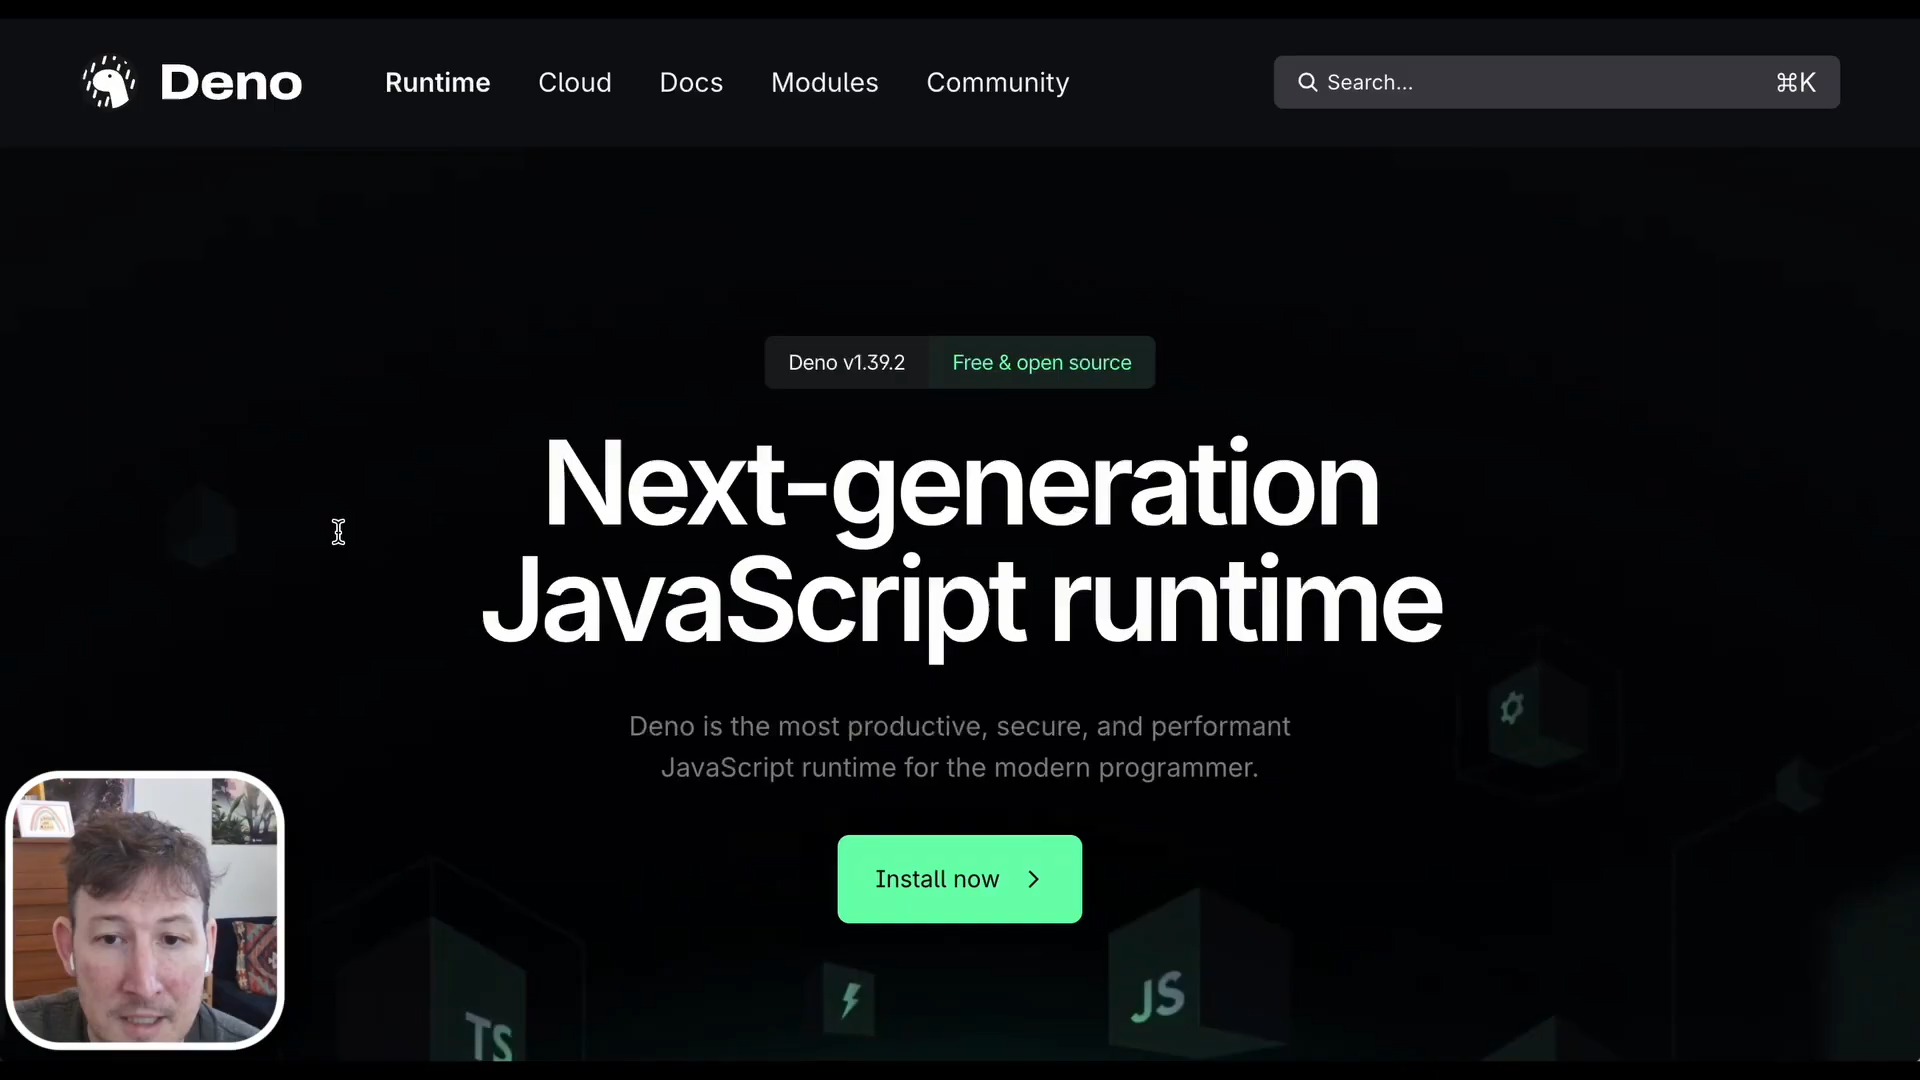 Deno
Runtime
Cloud
Docs
Modules
Community
Search...
⌘K
Deno v1.39.2
Free & open source
Next-generation
JavaScript runtime
Deno is the most productive, secure, and performant
JavaScript runtime for the modern programmer.
Install now
JS
TS